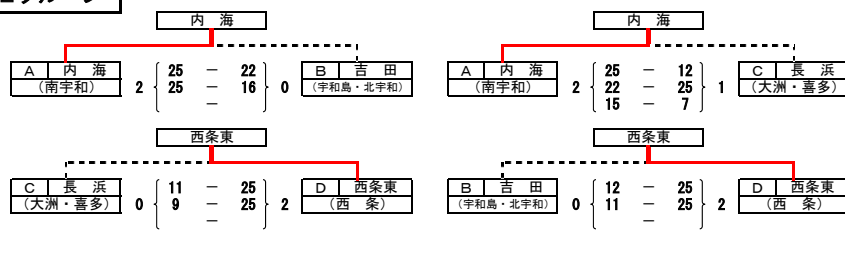 内　海　　内　海
A　内　海　2　25　－　22　0　B　吉　田　　A　内　海　2　25　－　12　1　C　長　浜
（南宇和）　25　－　16　（宇和島・北宇和）　　（南宇和）　22　－　25　（大洲・喜多）
－　　15　－　7
西条東　　西条東
C　長　浜　0　11　－　25　2　D　西条東　　B　吉　田　0　12　－　25　2　D　西条東
（大洲・喜多）　9　－　25　（西　条）　　（宇和島・北宇和）　11　－　25　（西　条）
－　　－